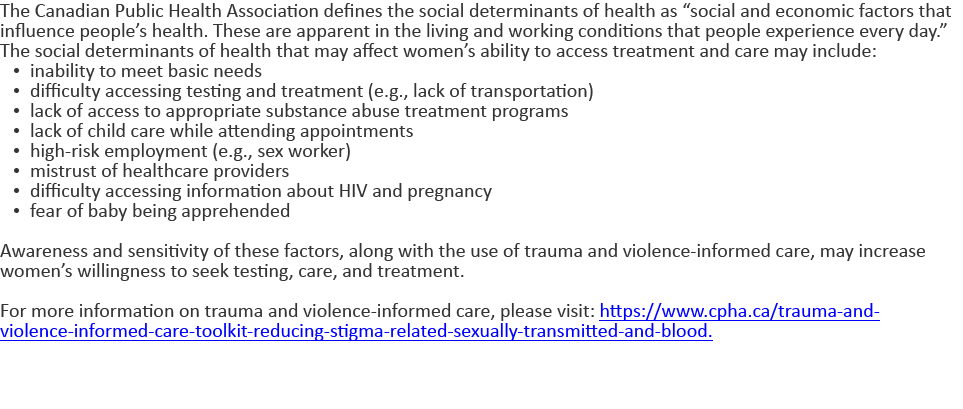 The Canadian Public Health Association defines the social determinants of health as “social and economic factors that
influence people’s health. These are apparent in the living and working conditions that people experience every day.”
The social determinants of health that may affect women’s ability to access treatment and care may include:
• inability to meet basic needs
• difficulty accessing testing and treatment (e.g., lack of transportation)
• lack of access to appropriate substance abuse treatment programs
• lack of child care while attending appointments
• high-risk employment (e.g., sex worker)
• mistrust of healthcare providers
• difficulty accessing information about HIV and pregnancy
• fear of baby being apprehended
Awareness and sensitivity of these factors, along with the use of trauma and violence-informed care, may increase
women’s willingness to seek testing, care, and treatment.
For more information on trauma and violence-informed care, please visit: https://www.cpha.ca/trauma-and-
violence-informed-care-toolkit-reducing-stigma-related-sexually-transmitted-and-blood.